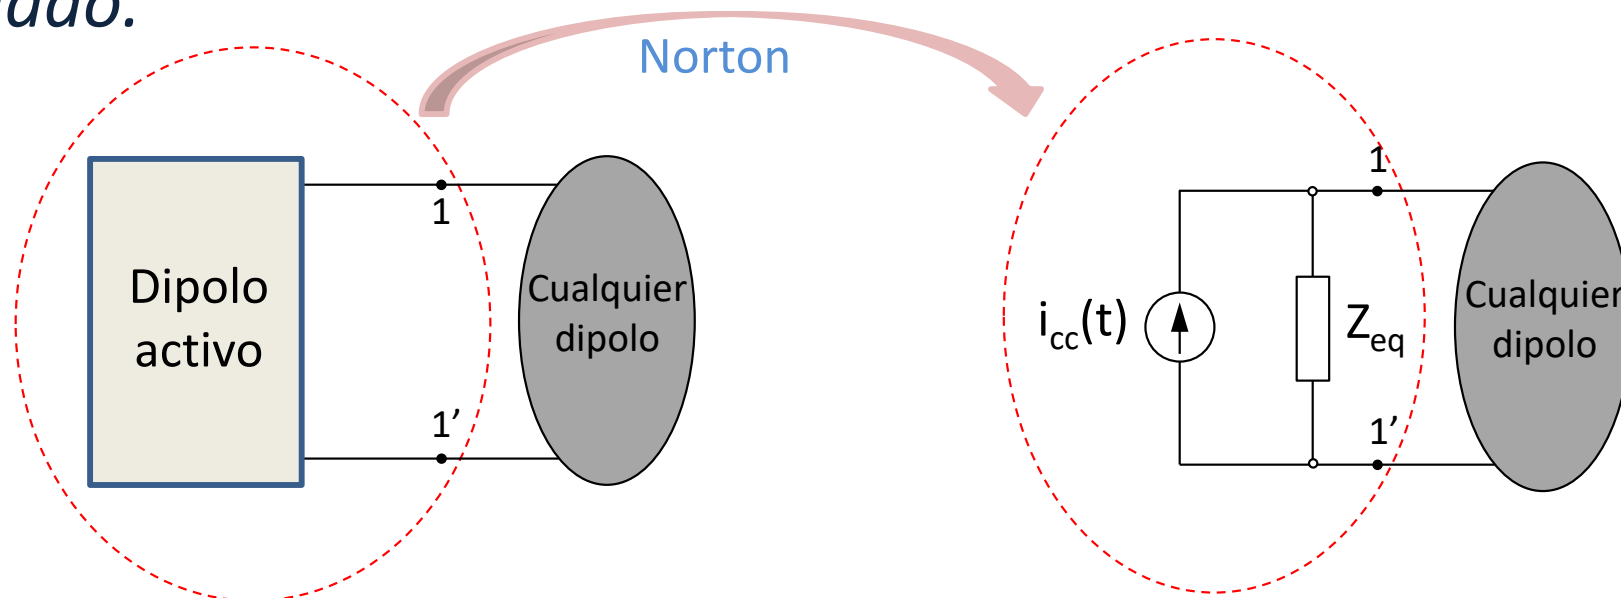 Norton
1
Dipolo
activo
Cualquier
dipolo
1’
1
i_cc(t)
Z_eq
Cualquier
dipolo
1’